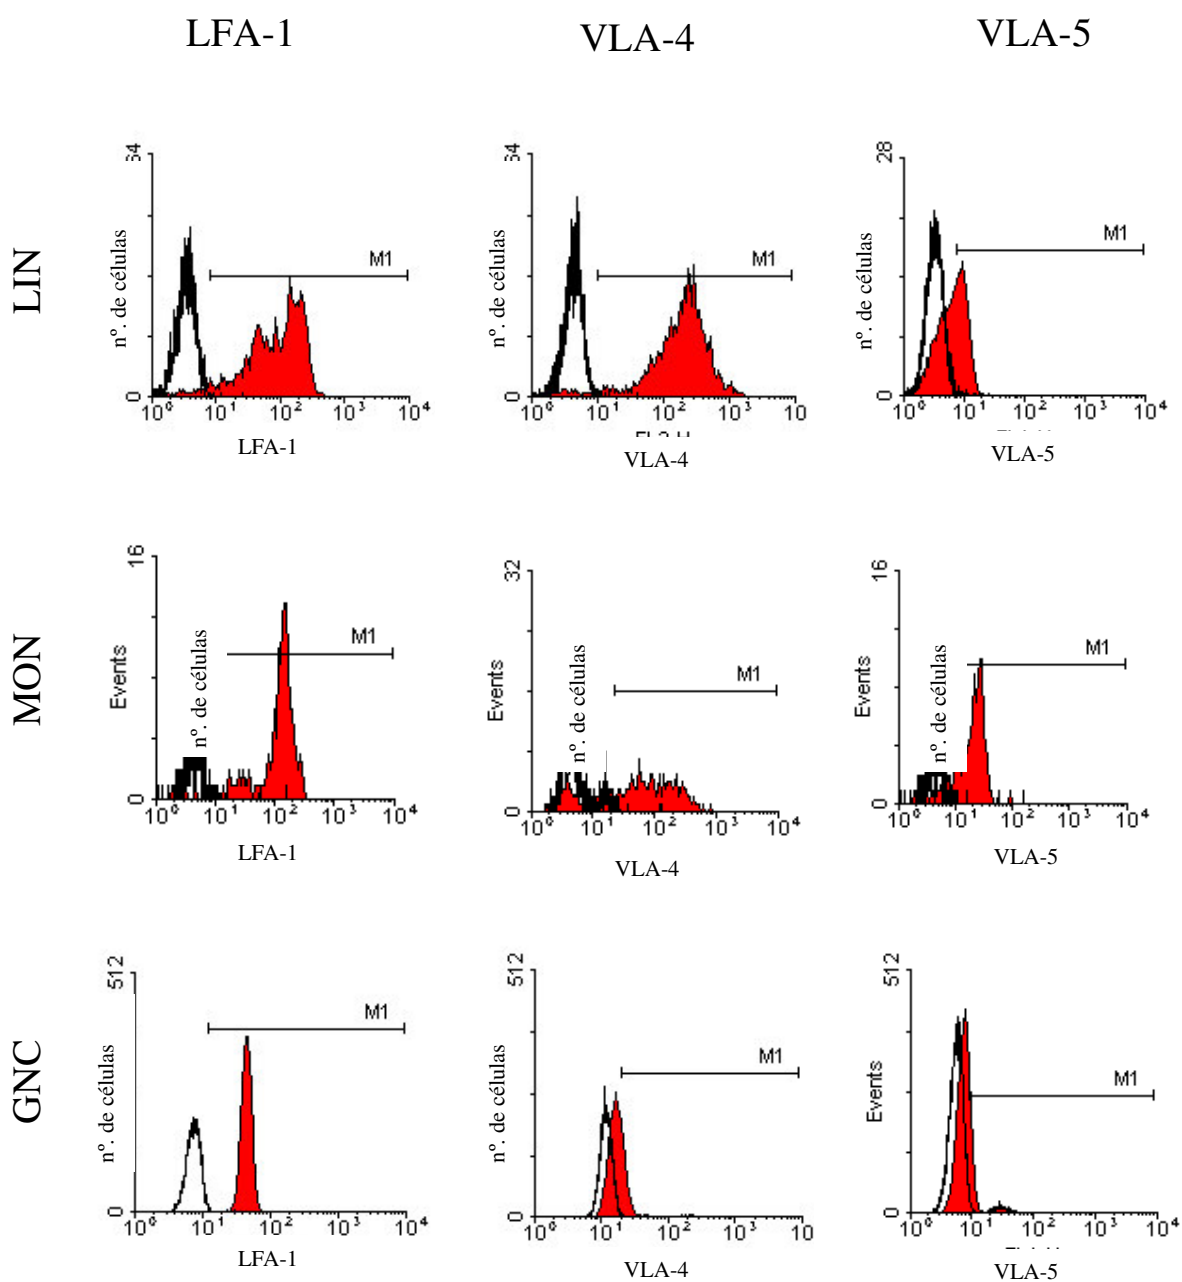 LFA-1 VLA-4 VLA-5
LIN
34
nº. de células
M1
0
10⁰ 10¹ 10² 10³ 10⁴
LFA-1
64
nº. de células
M1
0
10⁰ 10¹ 10² 10³ 10
VLA-4
28
nº. de células
M1
0
10⁰ 10¹ 10² 10³ 10⁴
VLA-5
MON
16
Events
nº. de células
M1
0
10⁰ 10¹ 10² 10³ 10⁴
LFA-1
32
Events
nº. de células
M1
0
10⁰ 10¹ 10² 10³ 10⁴
VLA-4
16
Events
nº. de células
M1
0
10⁰ 10¹ 10² 10³ 10⁴
VLA-5
GNC
512
nº. de células
M1
0
10⁰ 10¹ 10² 10³ 10⁴
LFA-1
512
nº. de células
M1
0
10⁰ 10¹ 10² 10³ 10⁴
VLA-4
512
Events
M1
0
10⁰ 10¹ 10² 10³ 10⁴
VLA-5